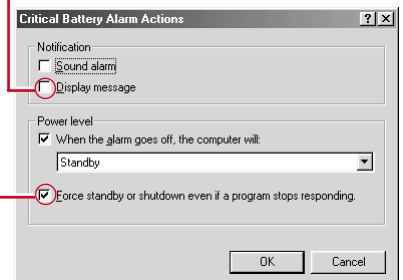 Critical Battery Alarm Actions
Notification
Sound alarm
Display message
Power level
When the alarm goes off, the computer will:
Standby
Force standby or shutdown even if a program stops responding.
OK Cancel